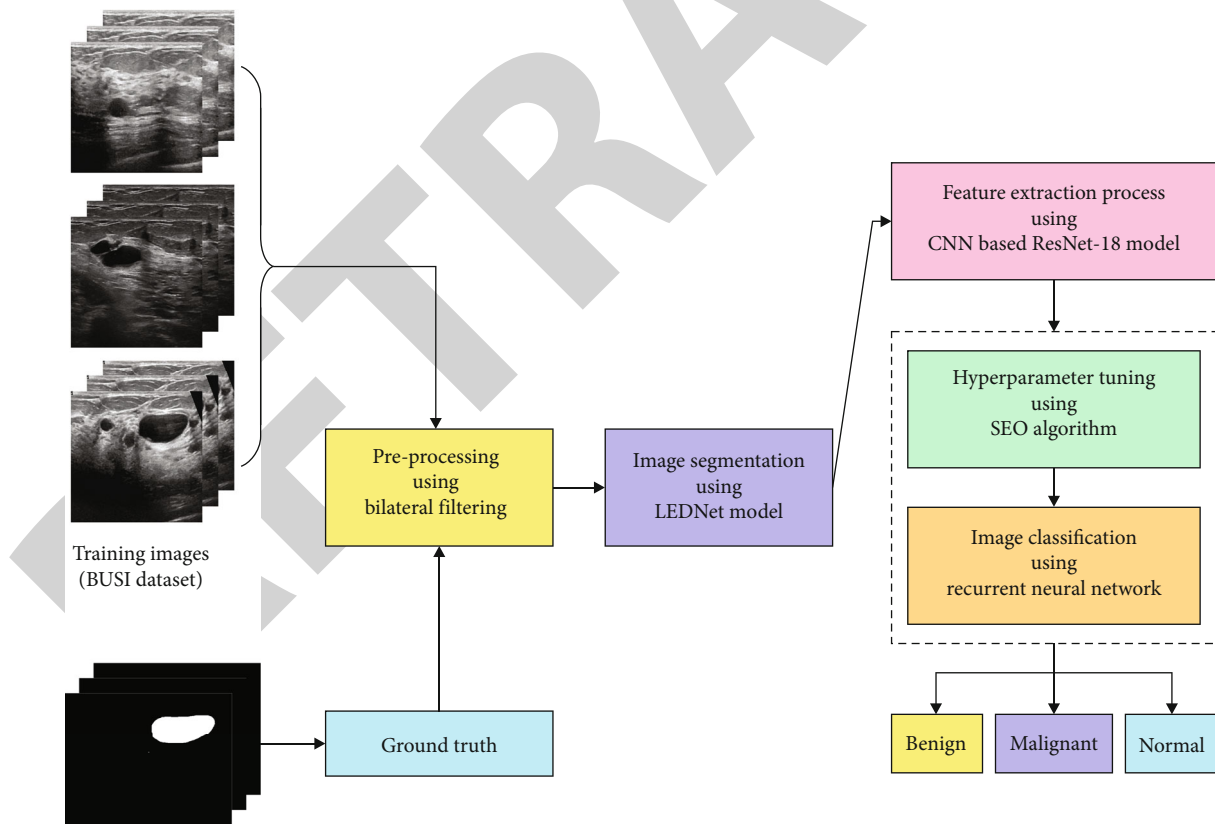 Training images
(BUSI dataset)
Pre-processing
using
bilateral filtering
Ground truth
Image segmentation
using
LEDNet model
Feature extraction process
using
CNN based ResNet-18 model
Hyperparameter tuning
using
SEO algorithm
Image classification
using
recurrent neural network
Benign
Malignant
Normal
RETRA